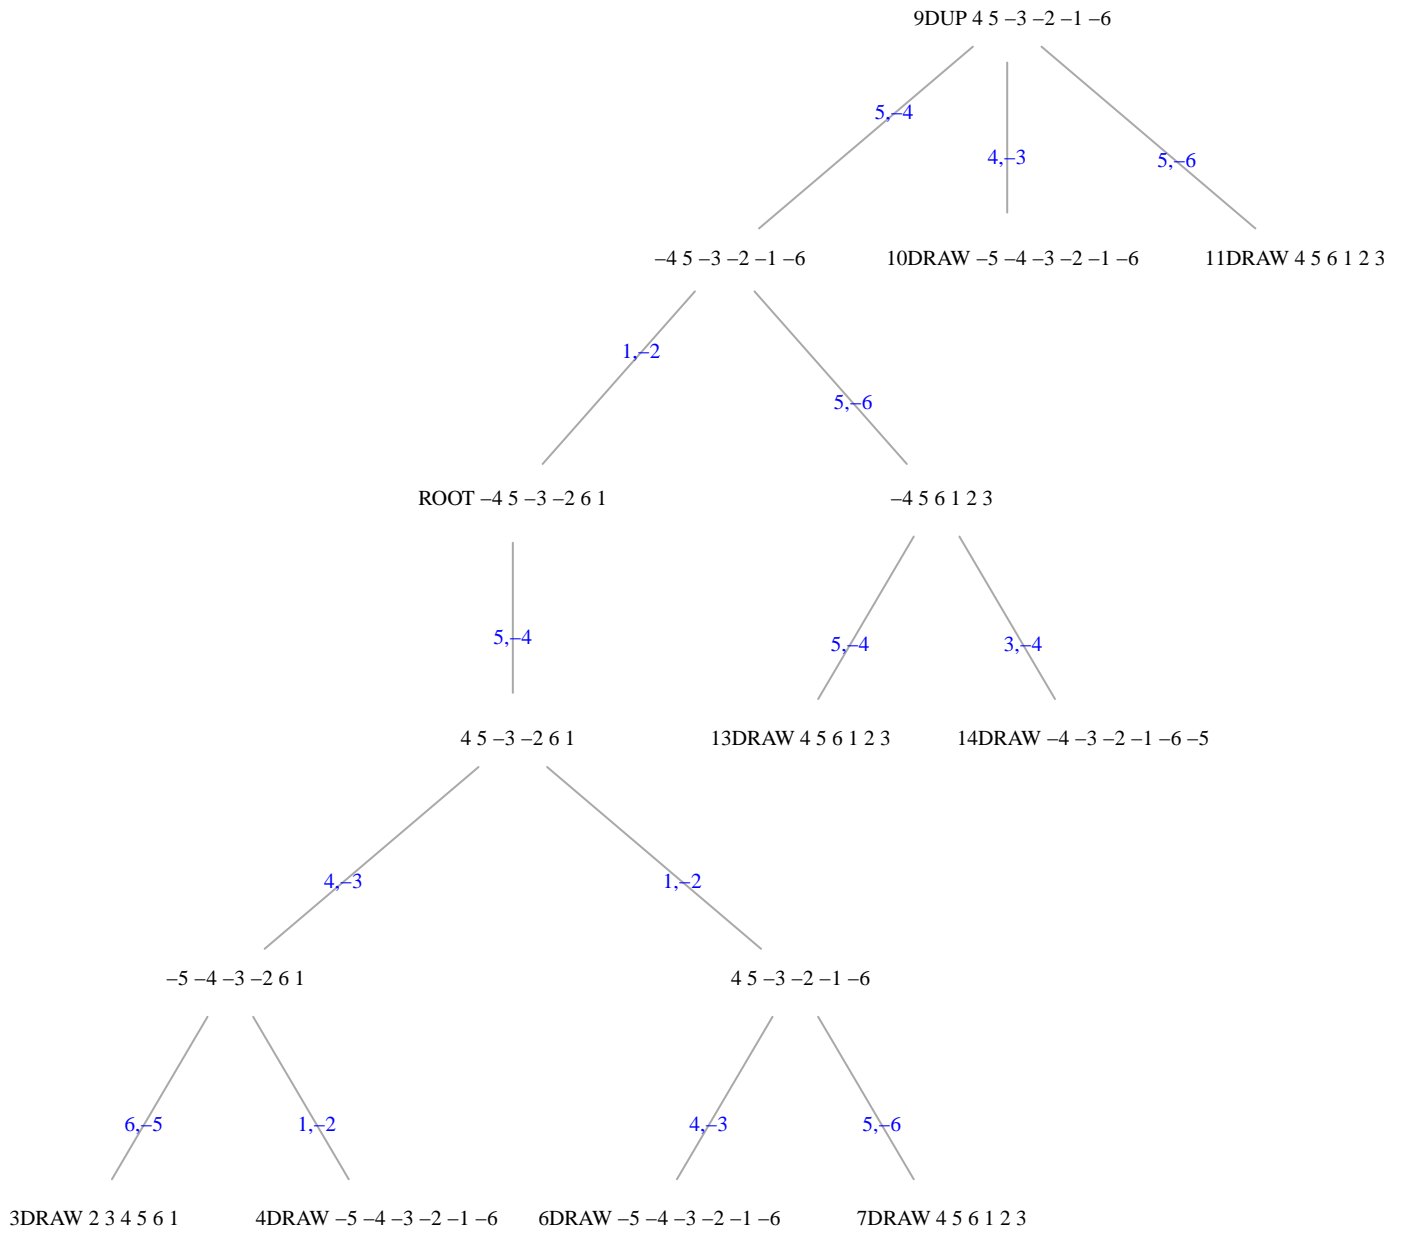 9DUP 4 5 –3 –2 –1 –6
5,–4
4,–3
5,–6
–4 5 –3 –2 –1 –6
10DRAW –5 –4 –3 –2 –1 –6
11DRAW 4 5 6 1 2 3
1,–2
5,–6
ROOT –4 5 –3 –2 6 1
–4 5 6 1 2 3
5,–4
5,–4
3,–4
4 5 –3 –2 6 1
13DRAW 4 5 6 1 2 3
14DRAW –4 –3 –2 –1 –6 –5
4,–3
1,–2
–5 –4 –3 –2 6 1
4 5 –3 –2 –1 –6
6,–5
1,–2
4,–3
5,–6
3DRAW 2 3 4 5 6 1
4DRAW –5 –4 –3 –2 –1 –6
6DRAW –5 –4 –3 –2 –1 –6
7DRAW 4 5 6 1 2 3